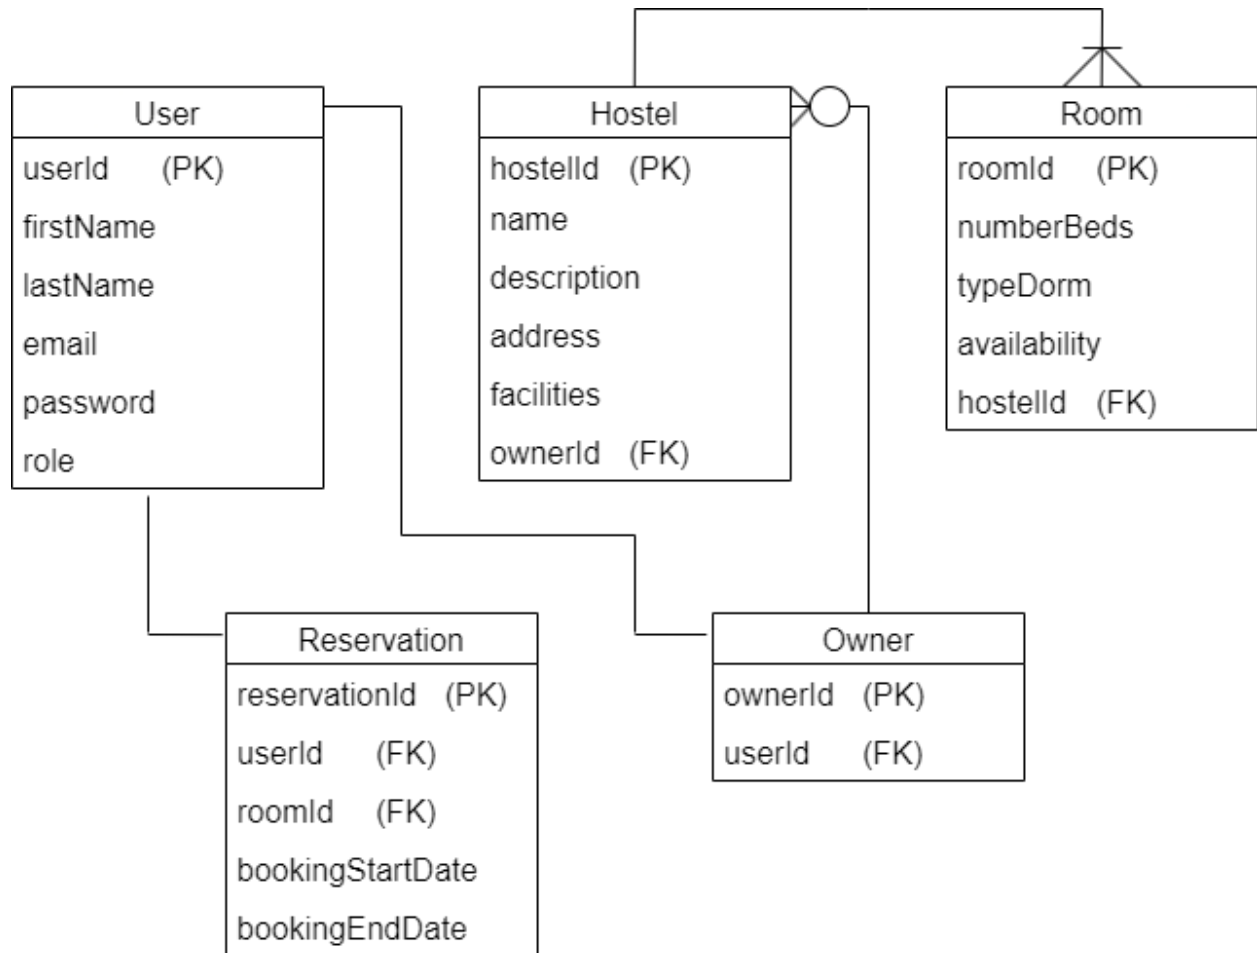 User
userId (PK)
firstName
lastName
email
password
role
Hostel
hostelId (PK)
name
description
address
facilities
ownerId (FK)
Room
roomId (PK)
numberBeds
typeDorm
availability
hostelId (FK)
Reservation
reservationId (PK)
userId (FK)
roomId (FK)
bookingStartDate
bookingEndDate
Owner
ownerId (PK)
userId (FK)